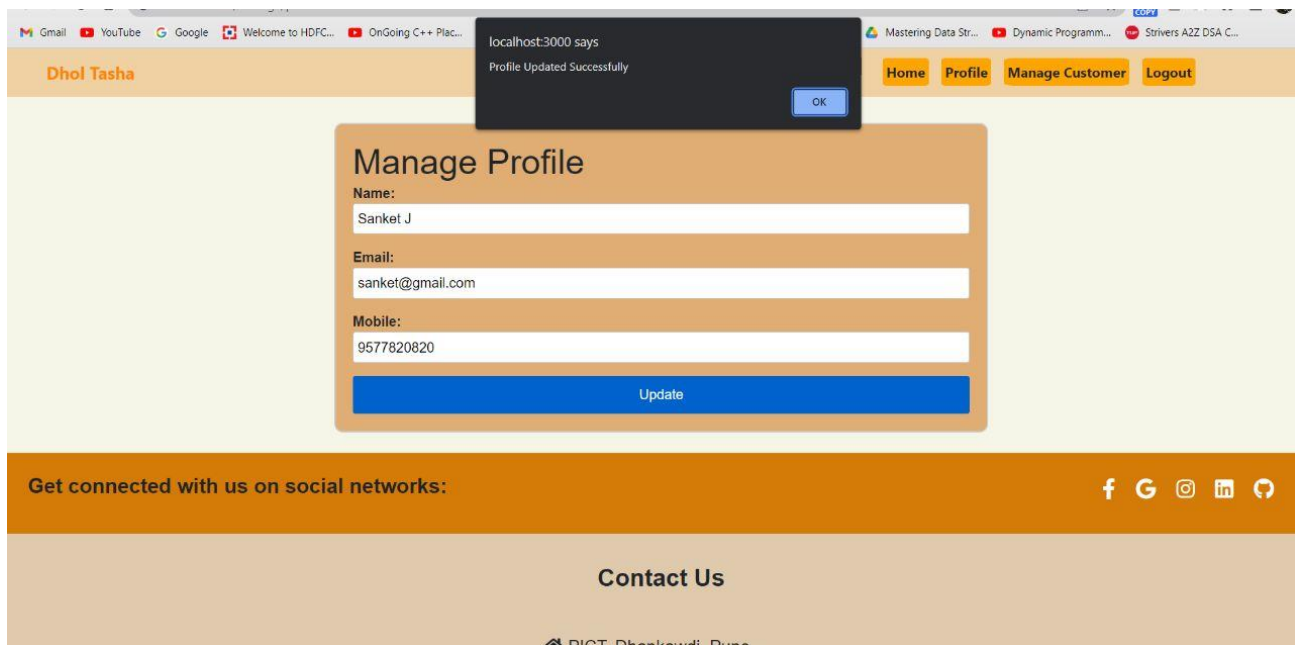 COPY
Gmail YouTube Google Welcome to HDFC... OnGoing C++ Plac... Mastering Data Str... Dynamic Programm... Strivers A2Z DSA C...
localhost:3000 says
Profile Updated Successfully
OK
Dhol Tasha Home Profile Manage Customer Logout
Manage Profile
Name:
Sanket J
Email:
sanket@gmail.com
Mobile:
9577820820
Update
Get connected with us on social networks:
Contact Us